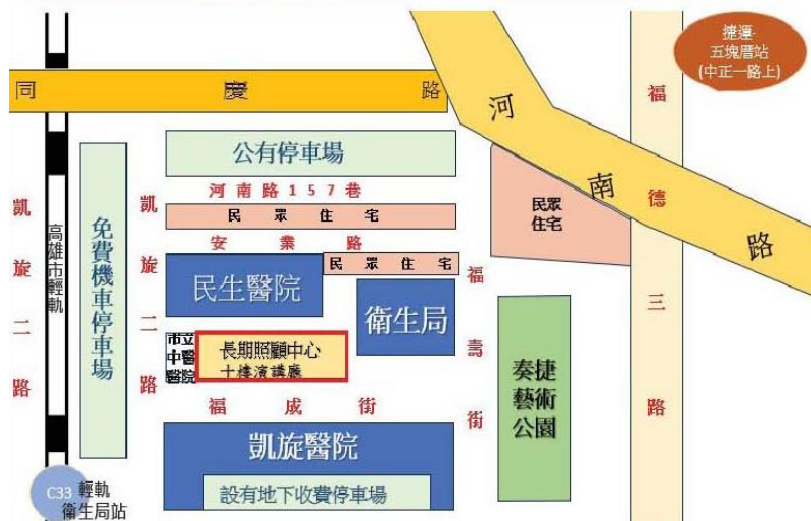 捷運-
五塊厝站
(中正一路上)
同慶路
河南路
福德三路
公有停車場
河南路157巷
民眾住宅
安業路
民眾住宅
民眾
住宅
凱旋二路
高雄市輕軌
免費機車停車場
凱旋二路
民生醫院
衛生局
福壽街
市立
中醫
醫院
長期照顧中心
十樓演講廳
福成街
奏捷
藝術
公園
凱旋醫院
設有地下收費停車場
C33 輕軌
衛生局站